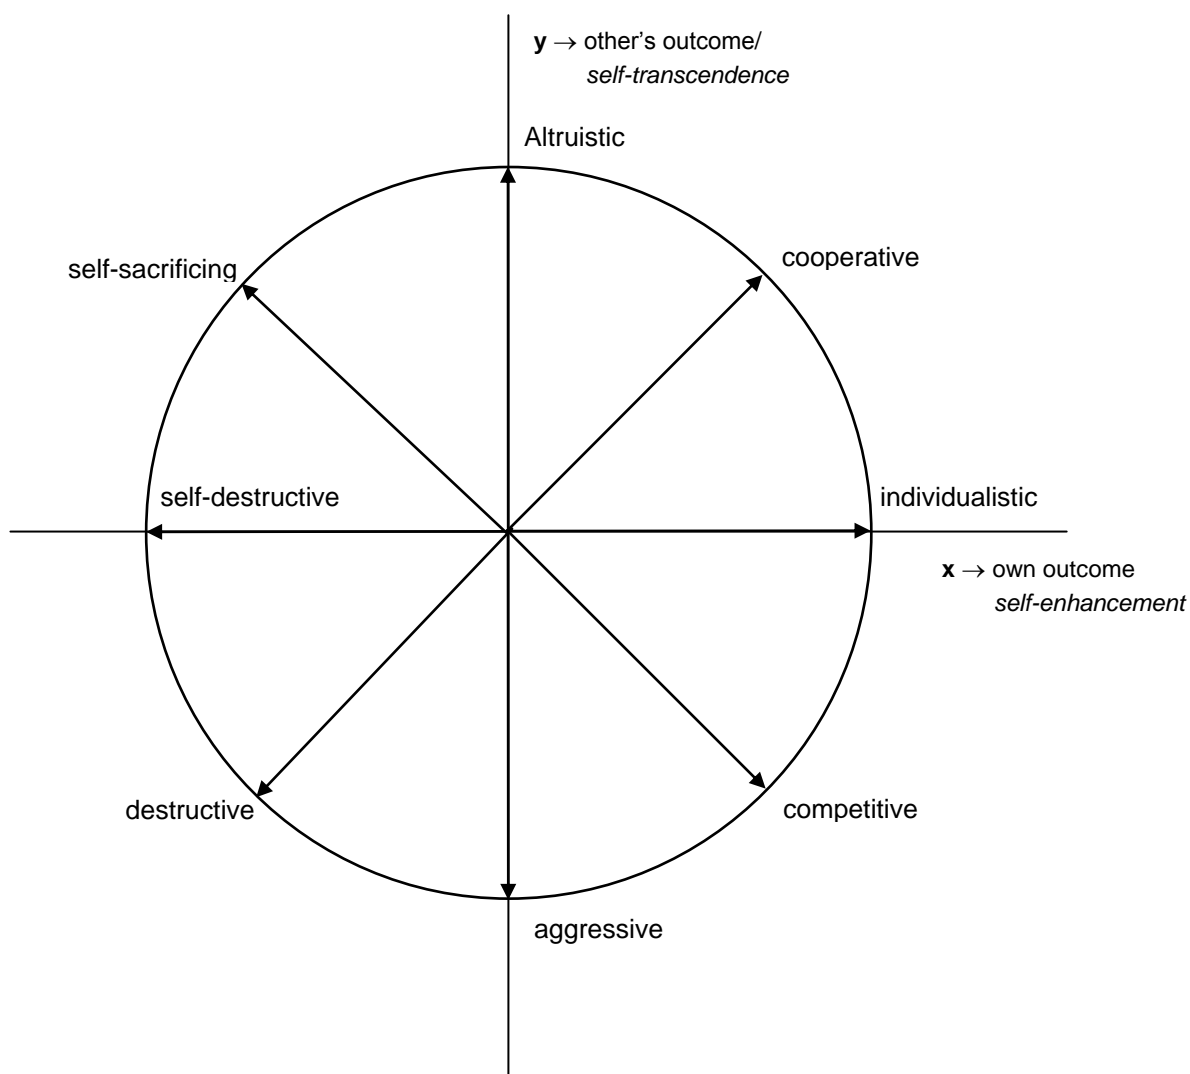 y → other’s outcome/
self-transcendence
Altruistic
cooperative
self-sacrificing
self-destructive
individualistic
x → own outcome
self-enhancement
destructive
competitive
aggressive